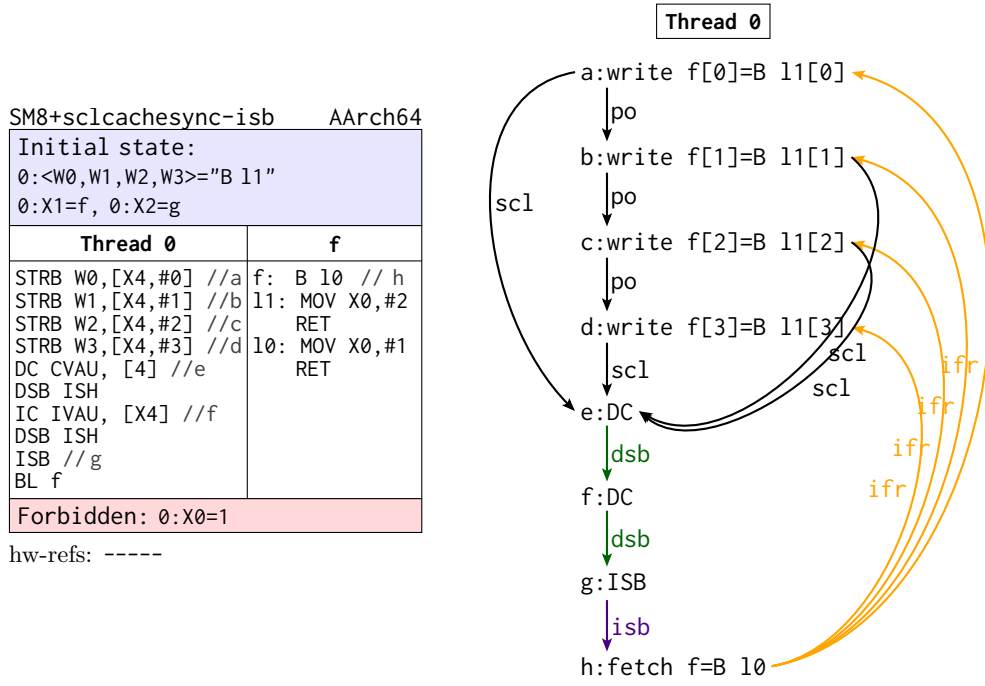 SM8+sclcachesync-isb AArch64
Initial state:
0:<W0,W1,W2,W3>="B l1"
0:X1=f, 0:X2=g
Thread 0 f
STRB W0,[X4,#0] //a f: B l0 // h
STRB W1,[X4,#1] //b l1: MOV X0,#2
STRB W2,[X4,#2] //c RET
STRB W3,[X4,#3] //d l0: MOV X0,#1
DC CVAU, [4] //e RET
DSB ISH
IC IVAU, [X4] //f
DSB ISH
ISB //g
BL f
Forbidden: 0:X0=1
hw-refs: -----
Thread 0
a:write f[0]=B l1[0]
po
b:write f[1]=B l1[1]
scl po
c:write f[2]=B l1[2]
po
d:write f[3]=B l1[3]
scl
scl scl ifr
e:DC ifr
dsb ifr
ifr
f:DC
dsb
g:ISB
isb
h:fetch f=B l0